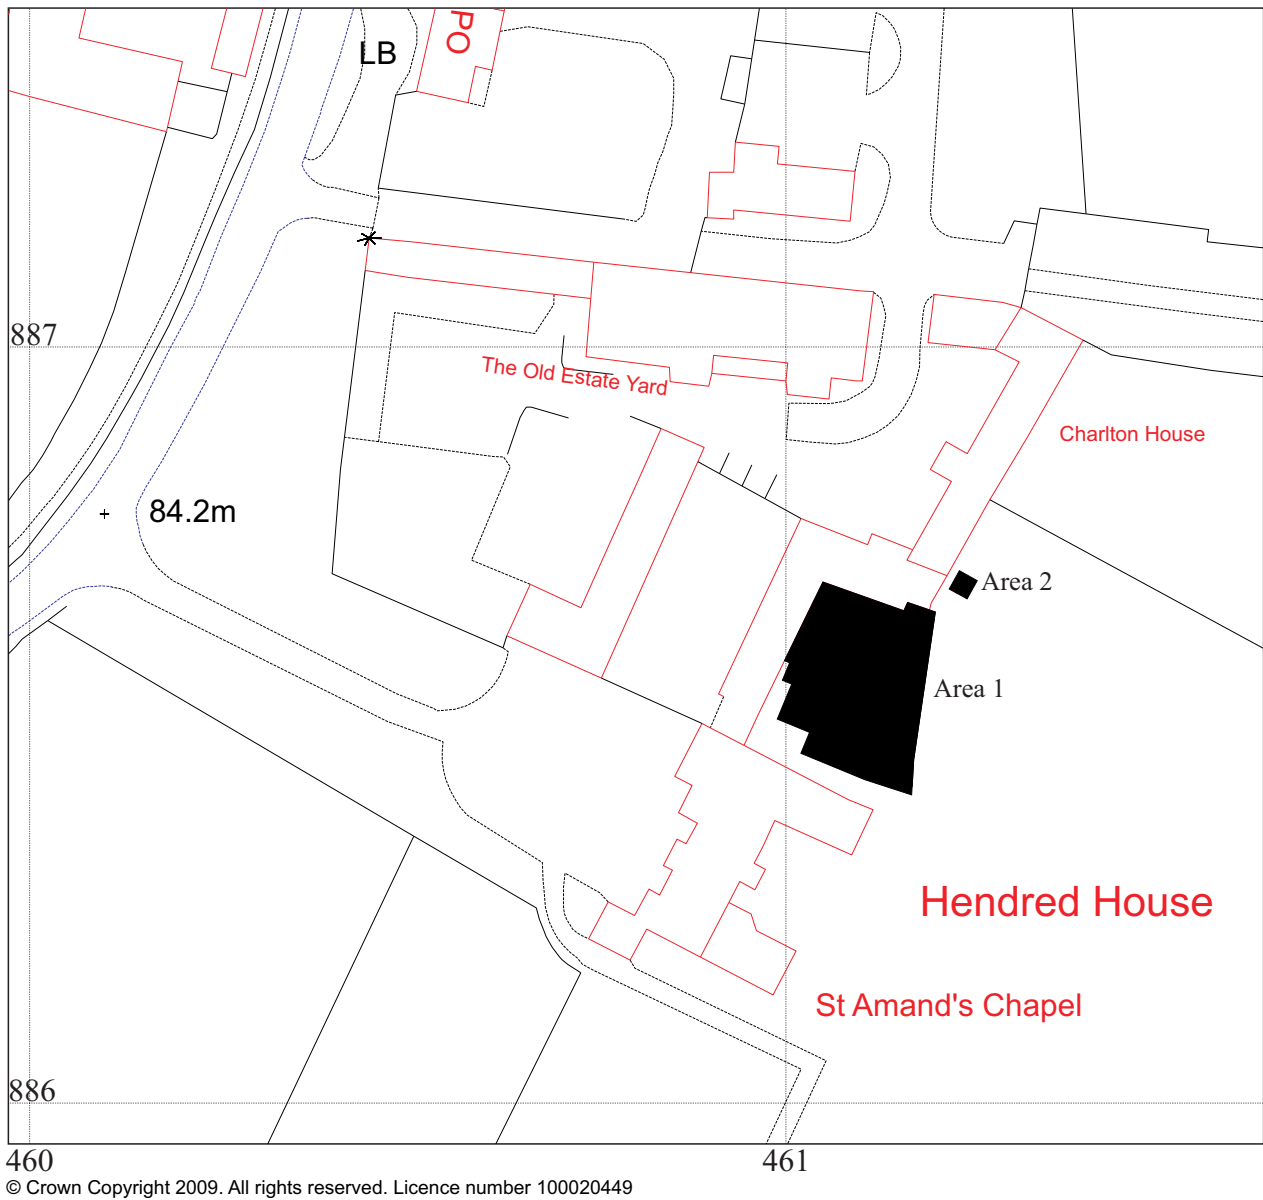 PO
LB
887
The Old Estate Yard
Charlton House
84.2m
Area 2
Area 1
Hendred House
St Amand's Chapel
886
460
461
© Crown Copyright 2009. All rights reserved. Licence number 100020449